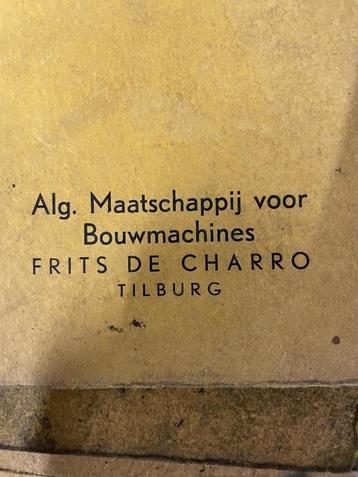 Alg. Maatschappij voor
Bouwmachines
FRITS DE CHARRO
TILBURG